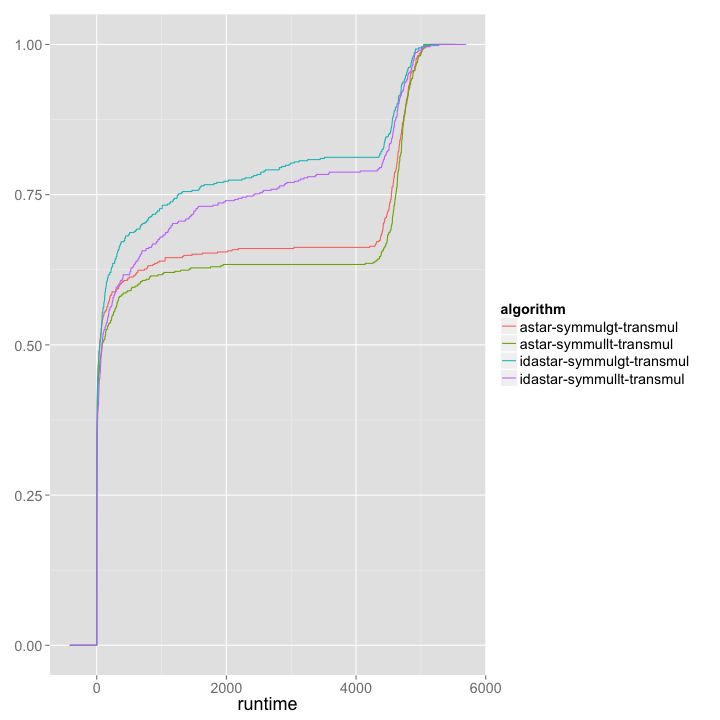 1.00
0.75
0.50
0.25
0.00
0
2000
4000
6000
runtime
algorithm
astar-symmulgt-transmul
astar-symmullt-transmul
idastar-symmulgt-transmul
idastar-symmullt-transmul